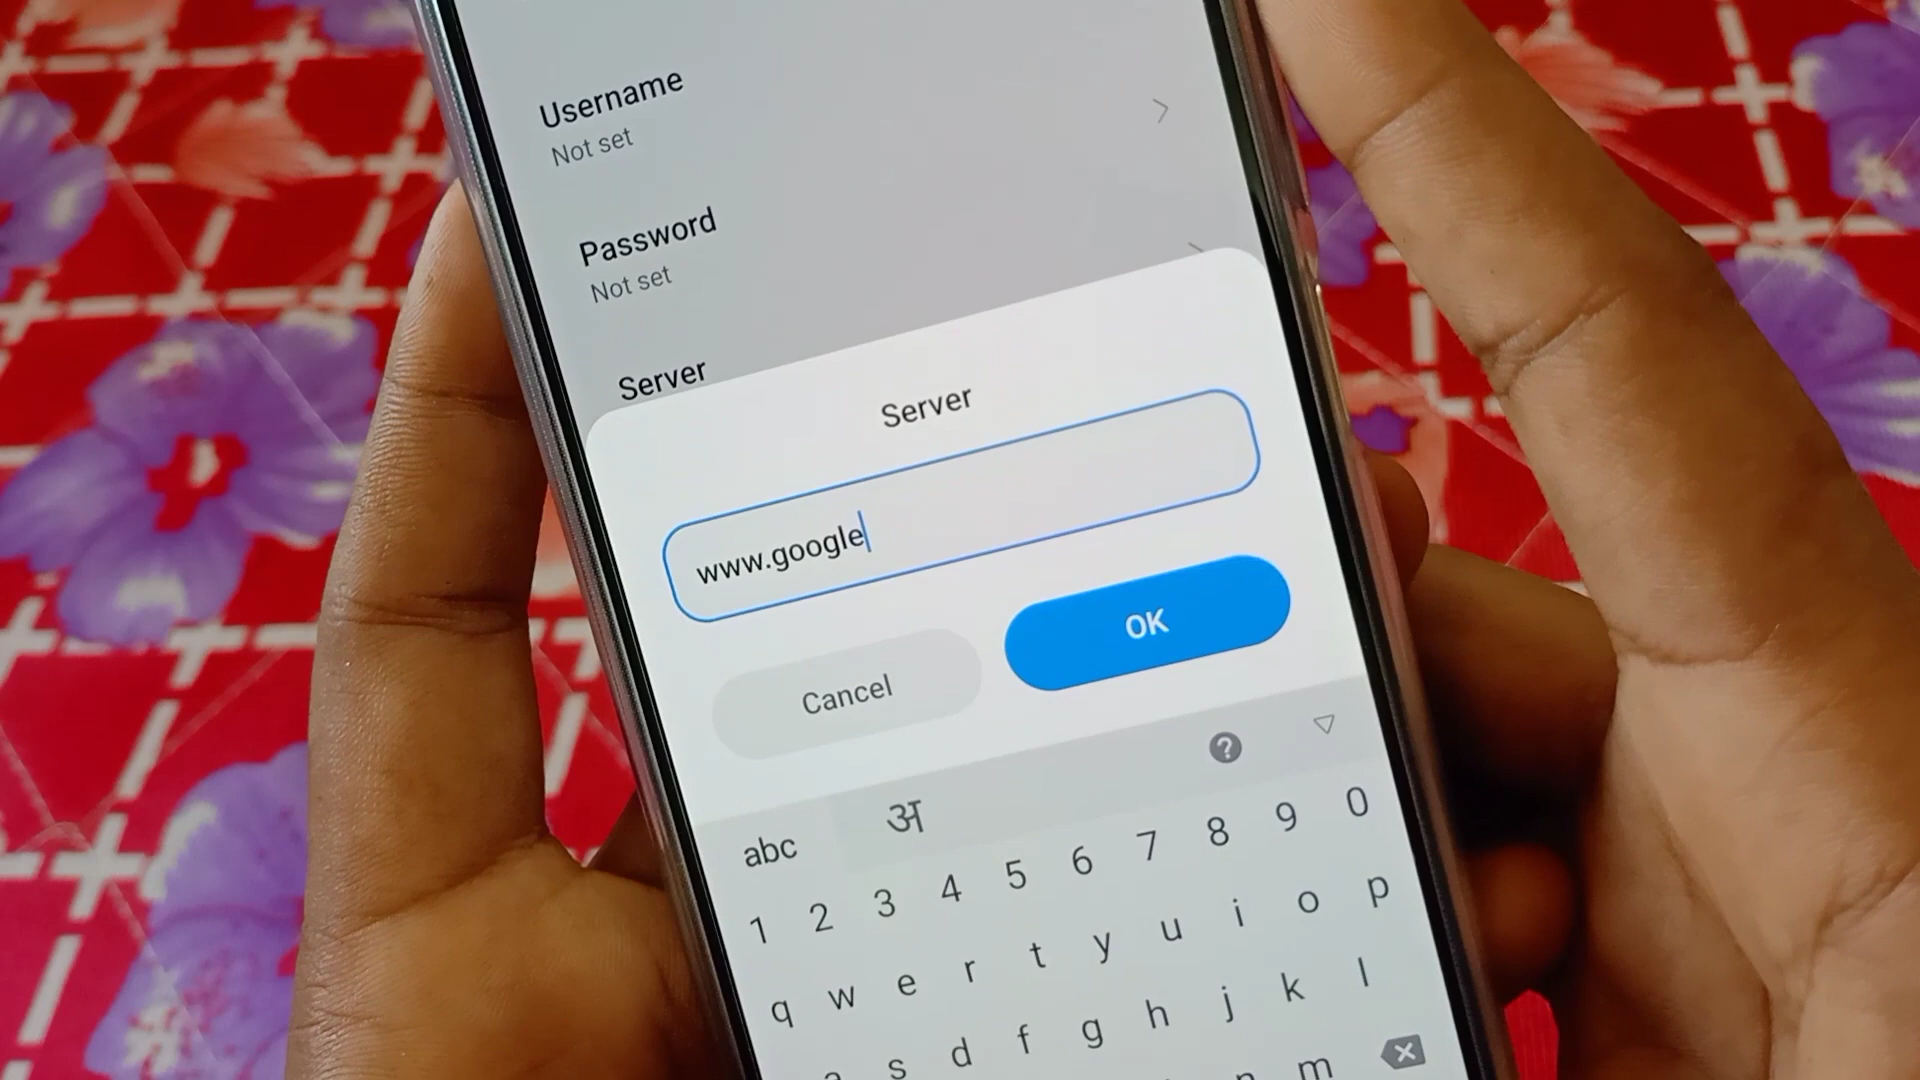 Username
Not set
Password
Not set
Server
Server
www.google
Cancel
OK
abc
अ
1 2 3 4 5 6 7 8 9 0
q w e r t y u i o p
a s d f g h j k l
n m